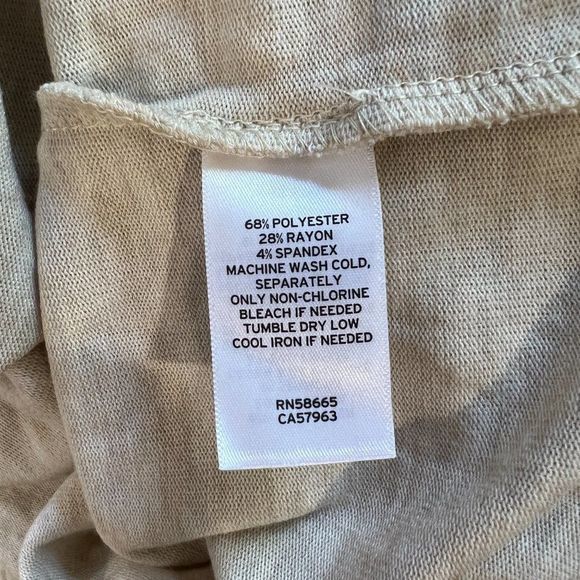 68% POLYESTER
28% RAYON
4% SPANDEX
MACHINE WASH COLD,
SEPARATELY
ONLY NON-CHLORINE
BLEACH IF NEEDED
TUMBLE DRY LOW
COOL IRON IF NEEDED
RN58665
CA57963